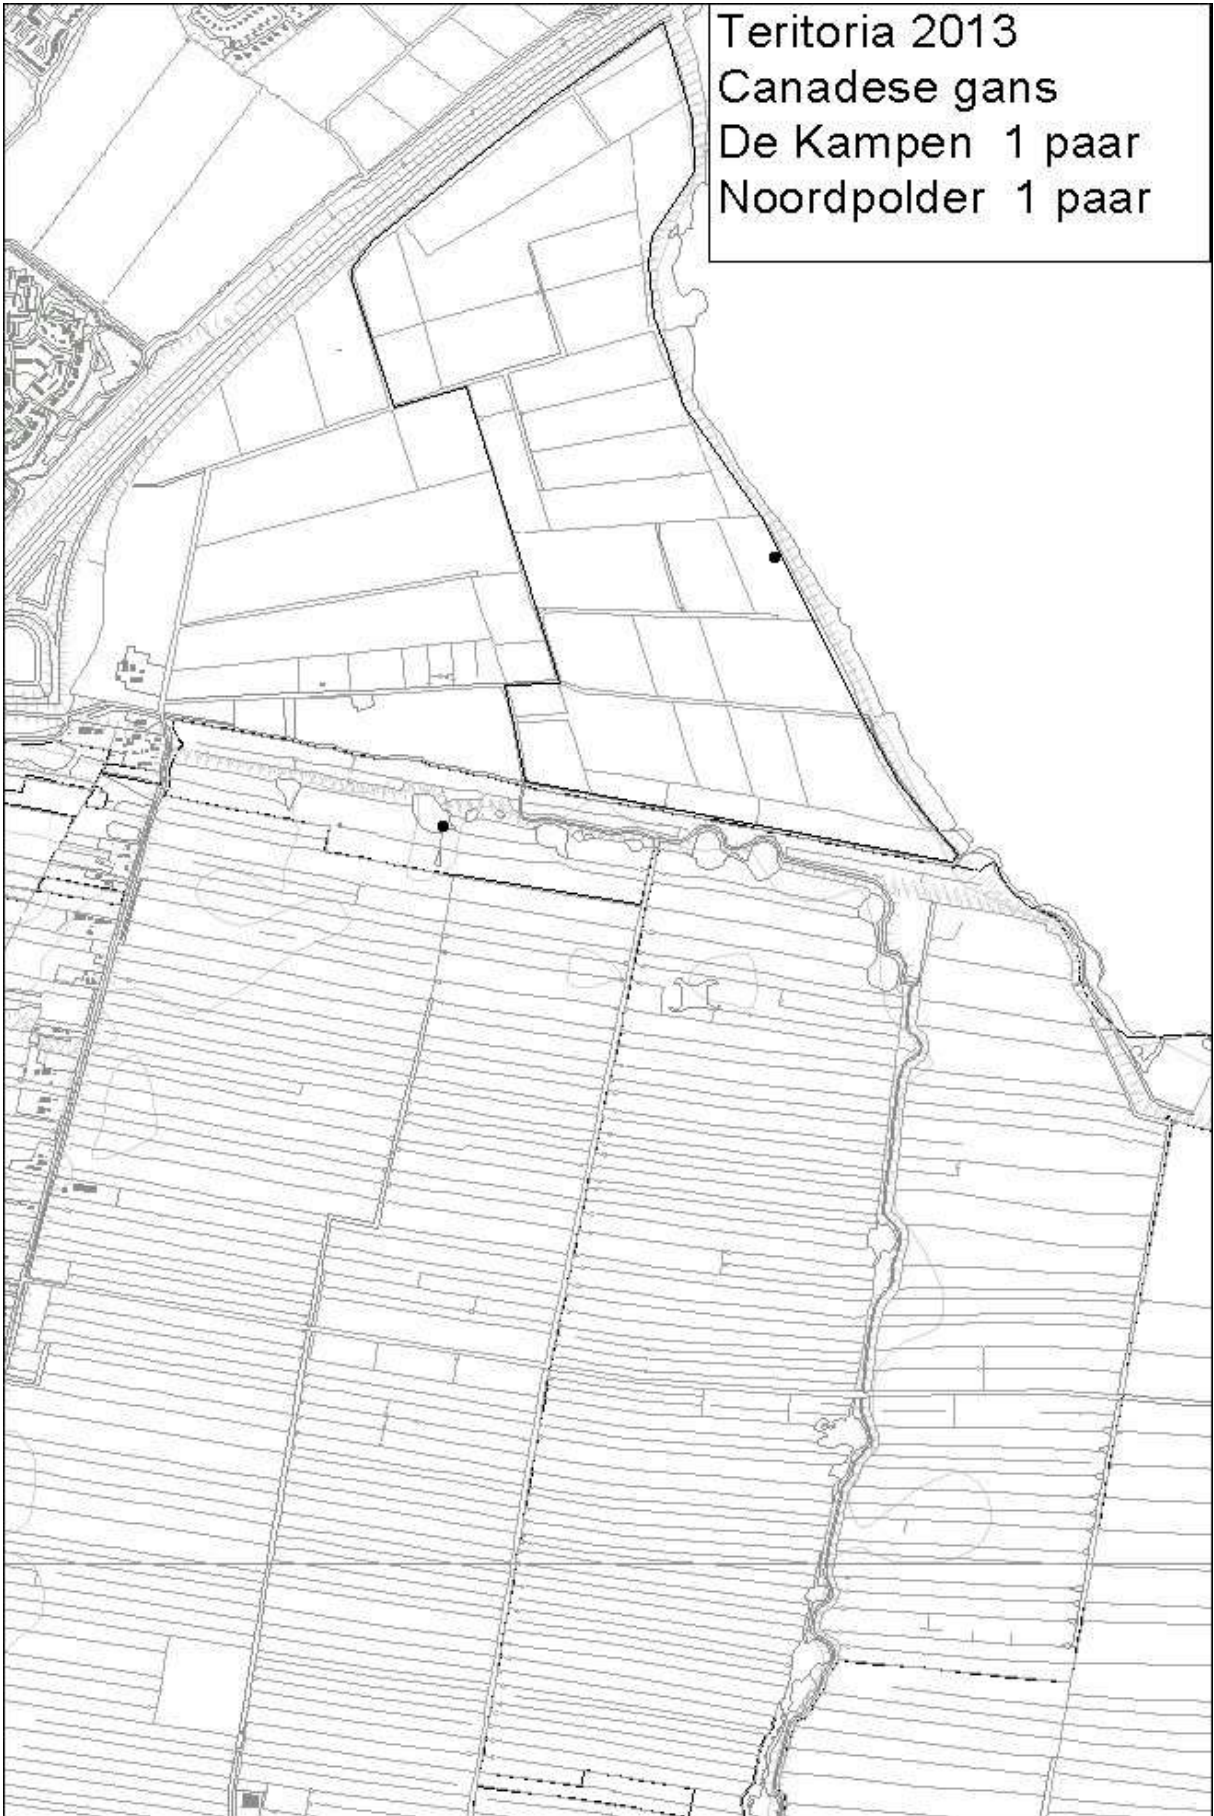 Teritoria 2013
Canadese gans
De Kampen  1 paar
Noordpolder  1 paar